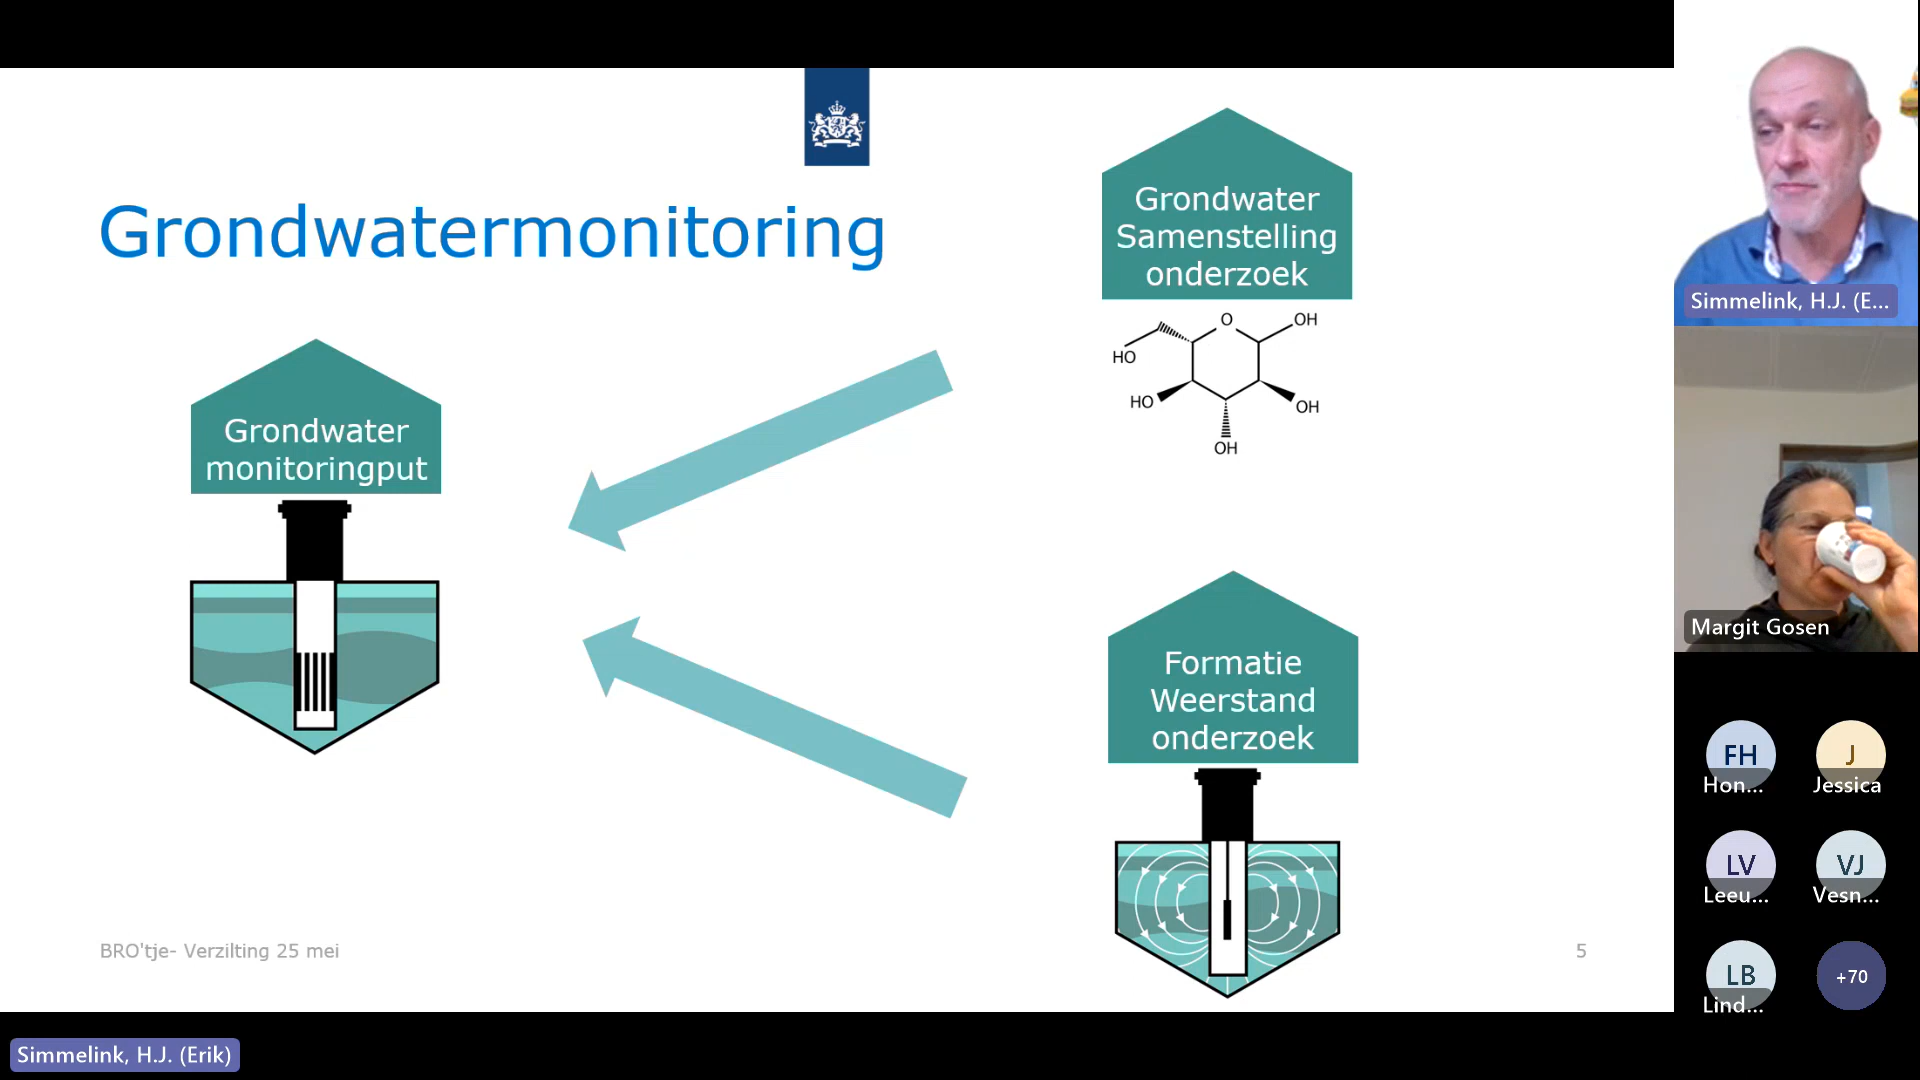 Grondwatermonitoring
Grondwater
monitoringput
Grondwater
Samenstelling
onderzoek
O
OH
HO
HO
OH
OH
Formatie
Weerstand
onderzoek
BRO'tje- Verzilting 25 mei
5
Simmelink, H.J. (E...
Margit Gosen
FH
Hon...
J
Jessica
LV
Leeu...
VJ
Vesn...
LB
Lind...
+70
Simmelink, H.J. (Erik)